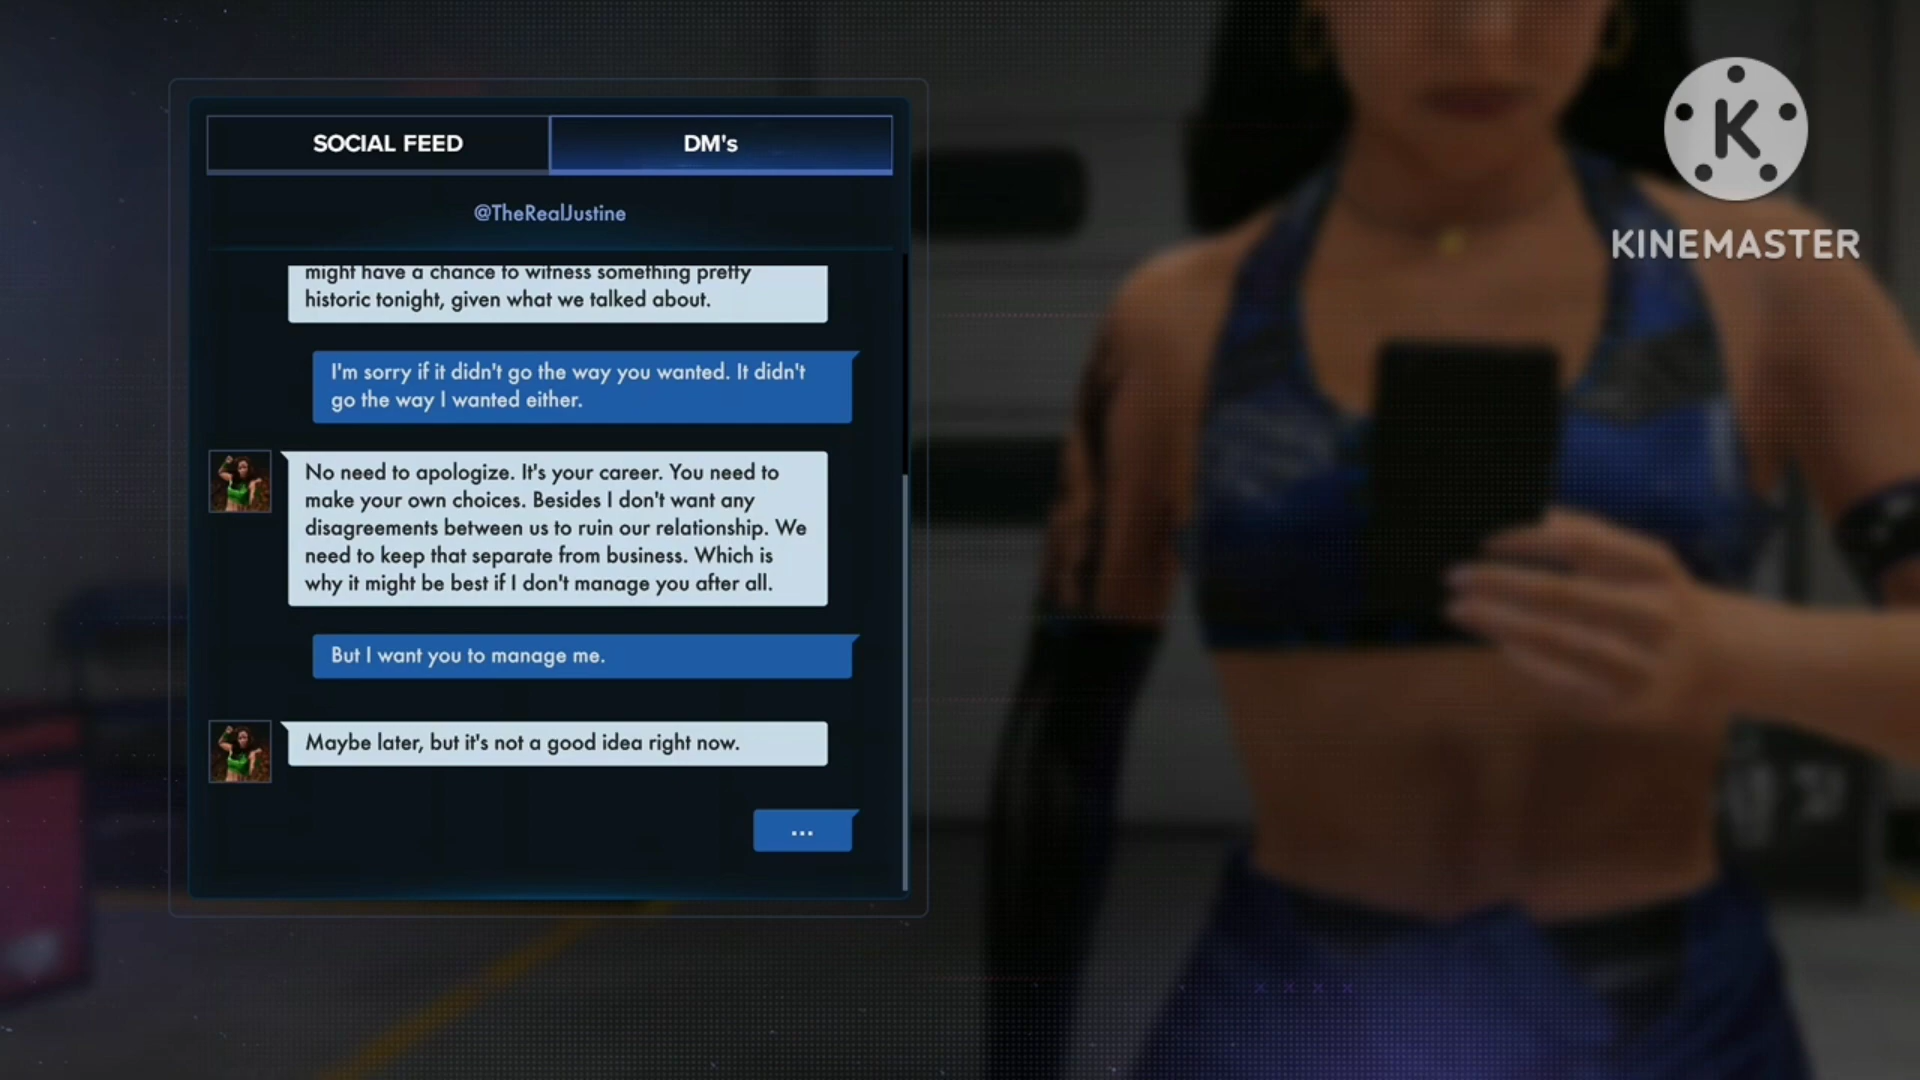 SOCIAL FEED
DM's
@TheRealJustine
might have a chance to witness something pretty
historic tonight, given what we talked about.
I'm sorry if it didn't go the way you wanted. It didn't
go the way I wanted either.
No need to apologize. It's your career. You need to
make your own choices. Besides I don't want any
disagreements between us to ruin our relationship. We
need to keep that separate from business. Which is
why it might be best if I don't manage you after all.
But I want you to manage me.
Maybe later, but it's not a good idea right now.
...
K
KINEMASTER